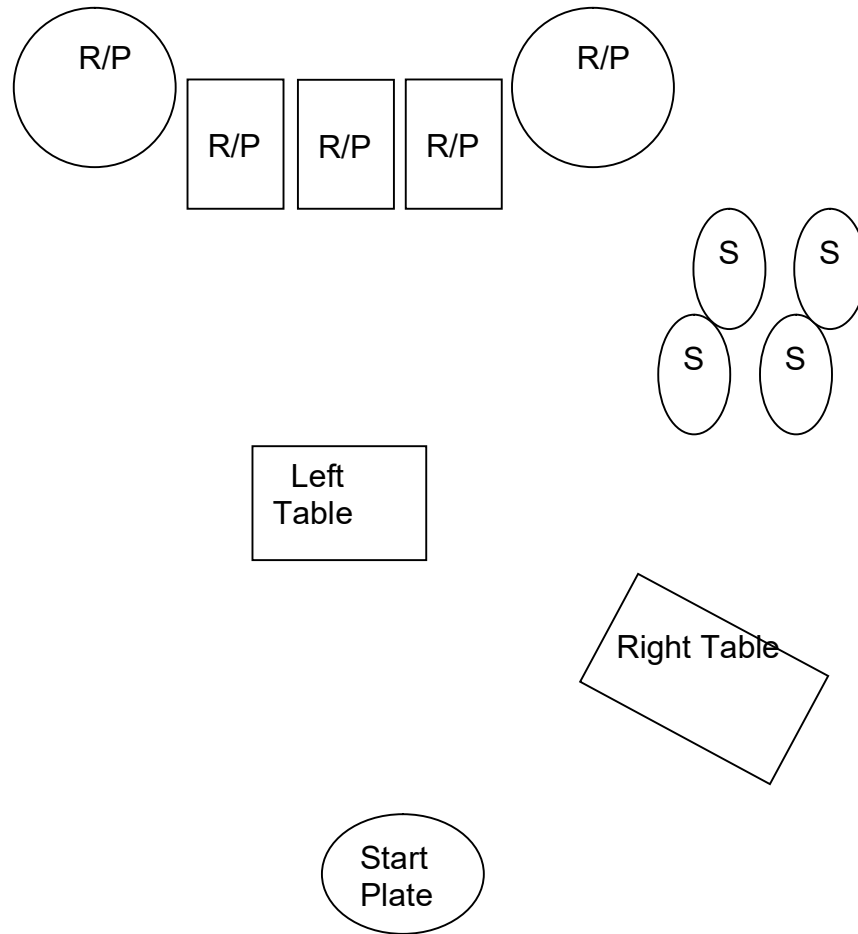 R/P
R/P
R/P
R/P
R/P
S
S
S
S
Left
Table
Right Table
Start
Plate